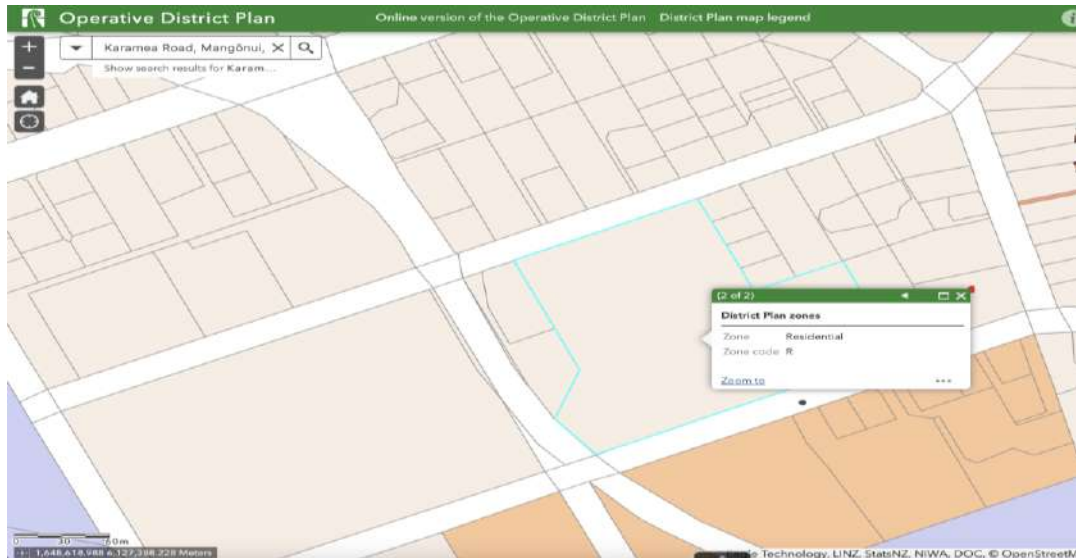 Operative District Plan
Online version of the Operative District Plan District Plan map legend
Karamea Road, Mangōnui,
Show search results for Karam...
(2 of 2)
District Plan zones
Zone Residential
Zone code R
Zoom to
0 30 60m
1,648,618.988 6,127,388.228 Meters
Technology, LINZ, StatsNZ, NIWA, DOC, © OpenStreetM